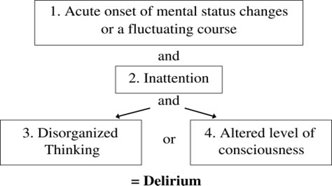 1. Acute onset of mental status changes
or a fluctuating course
and
2. Inattention
and
3. Disorganized
Thinking
or
4. Altered level of
consciousness
= Delirium